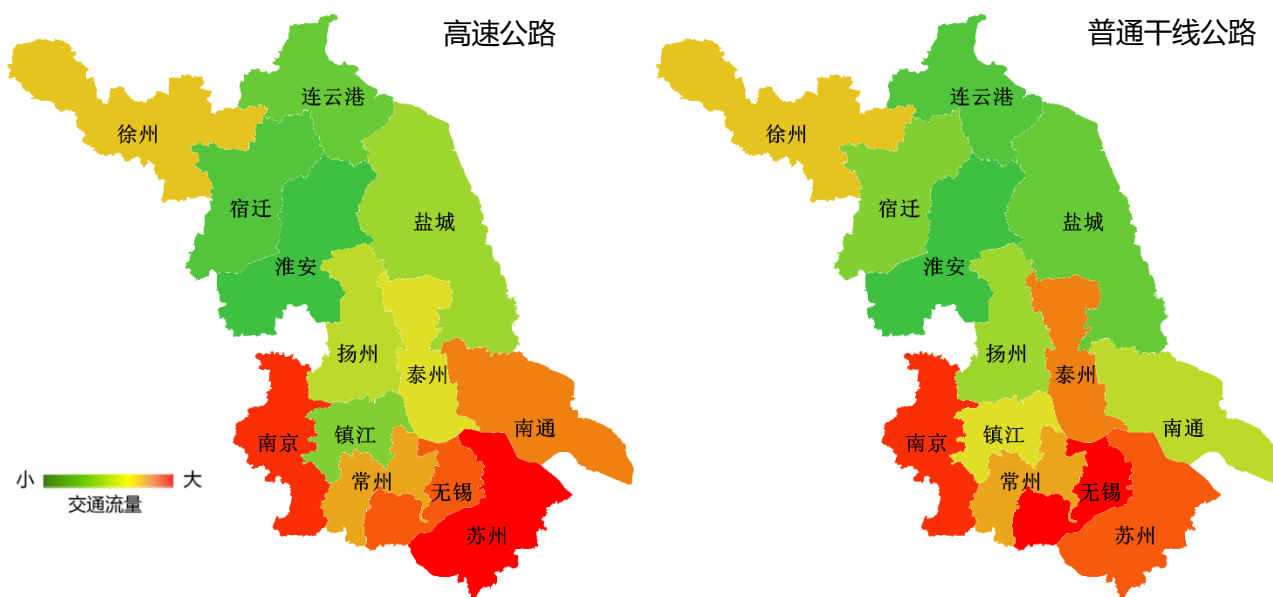 高速公路
连云港
徐州
宿迁
盐城
淮安
扬州
泰州
南通
镇江
南京
常州
无锡
苏州
小
大
交通流量
普通干线公路
连云港
徐州
宿迁
盐城
淮安
扬州
泰州
南通
镇江
南京
常州
无锡
苏州